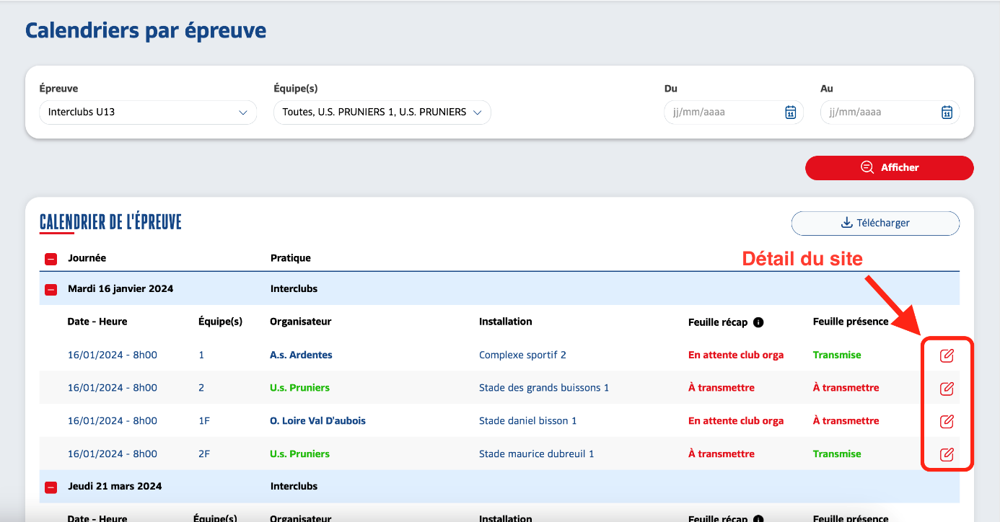 Calendriers par épreuve
Épreuve Équipe(s) Du Au
Interclubs U13 Toutes, U.S. PRUNIERS 1, U.S. PRUNIERS jj/mm/aaaa jj/mm/aaaa
Afficher
CALENDRIER DE L'ÉPREUVE Télécharger
Journée Pratique
Détail du site
Mardi 16 janvier 2024 Interclubs
Date - Heure Équipe(s) Organisateur Installation Feuille récap Feuille présence
16/01/2024 - 8h00 1 A.s. Ardentes Complexe sportif 2 En attente club orga Transmise
16/01/2024 - 8h00 2 U.s. Pruniers Stade des grands buissons 1 À transmettre À transmettre
16/01/2024 - 8h00 1F O. Loire Val D'aubois Stade daniel bisson 1 En attente club orga À transmettre
16/01/2024 - 8h00 2F U.s. Pruniers Stade maurice dubreuil 1 À transmettre Transmise
Jeudi 21 mars 2024 Interclubs
Date - Heure Équipe(s) Organisateur Installation Feuille récap Feuille présence